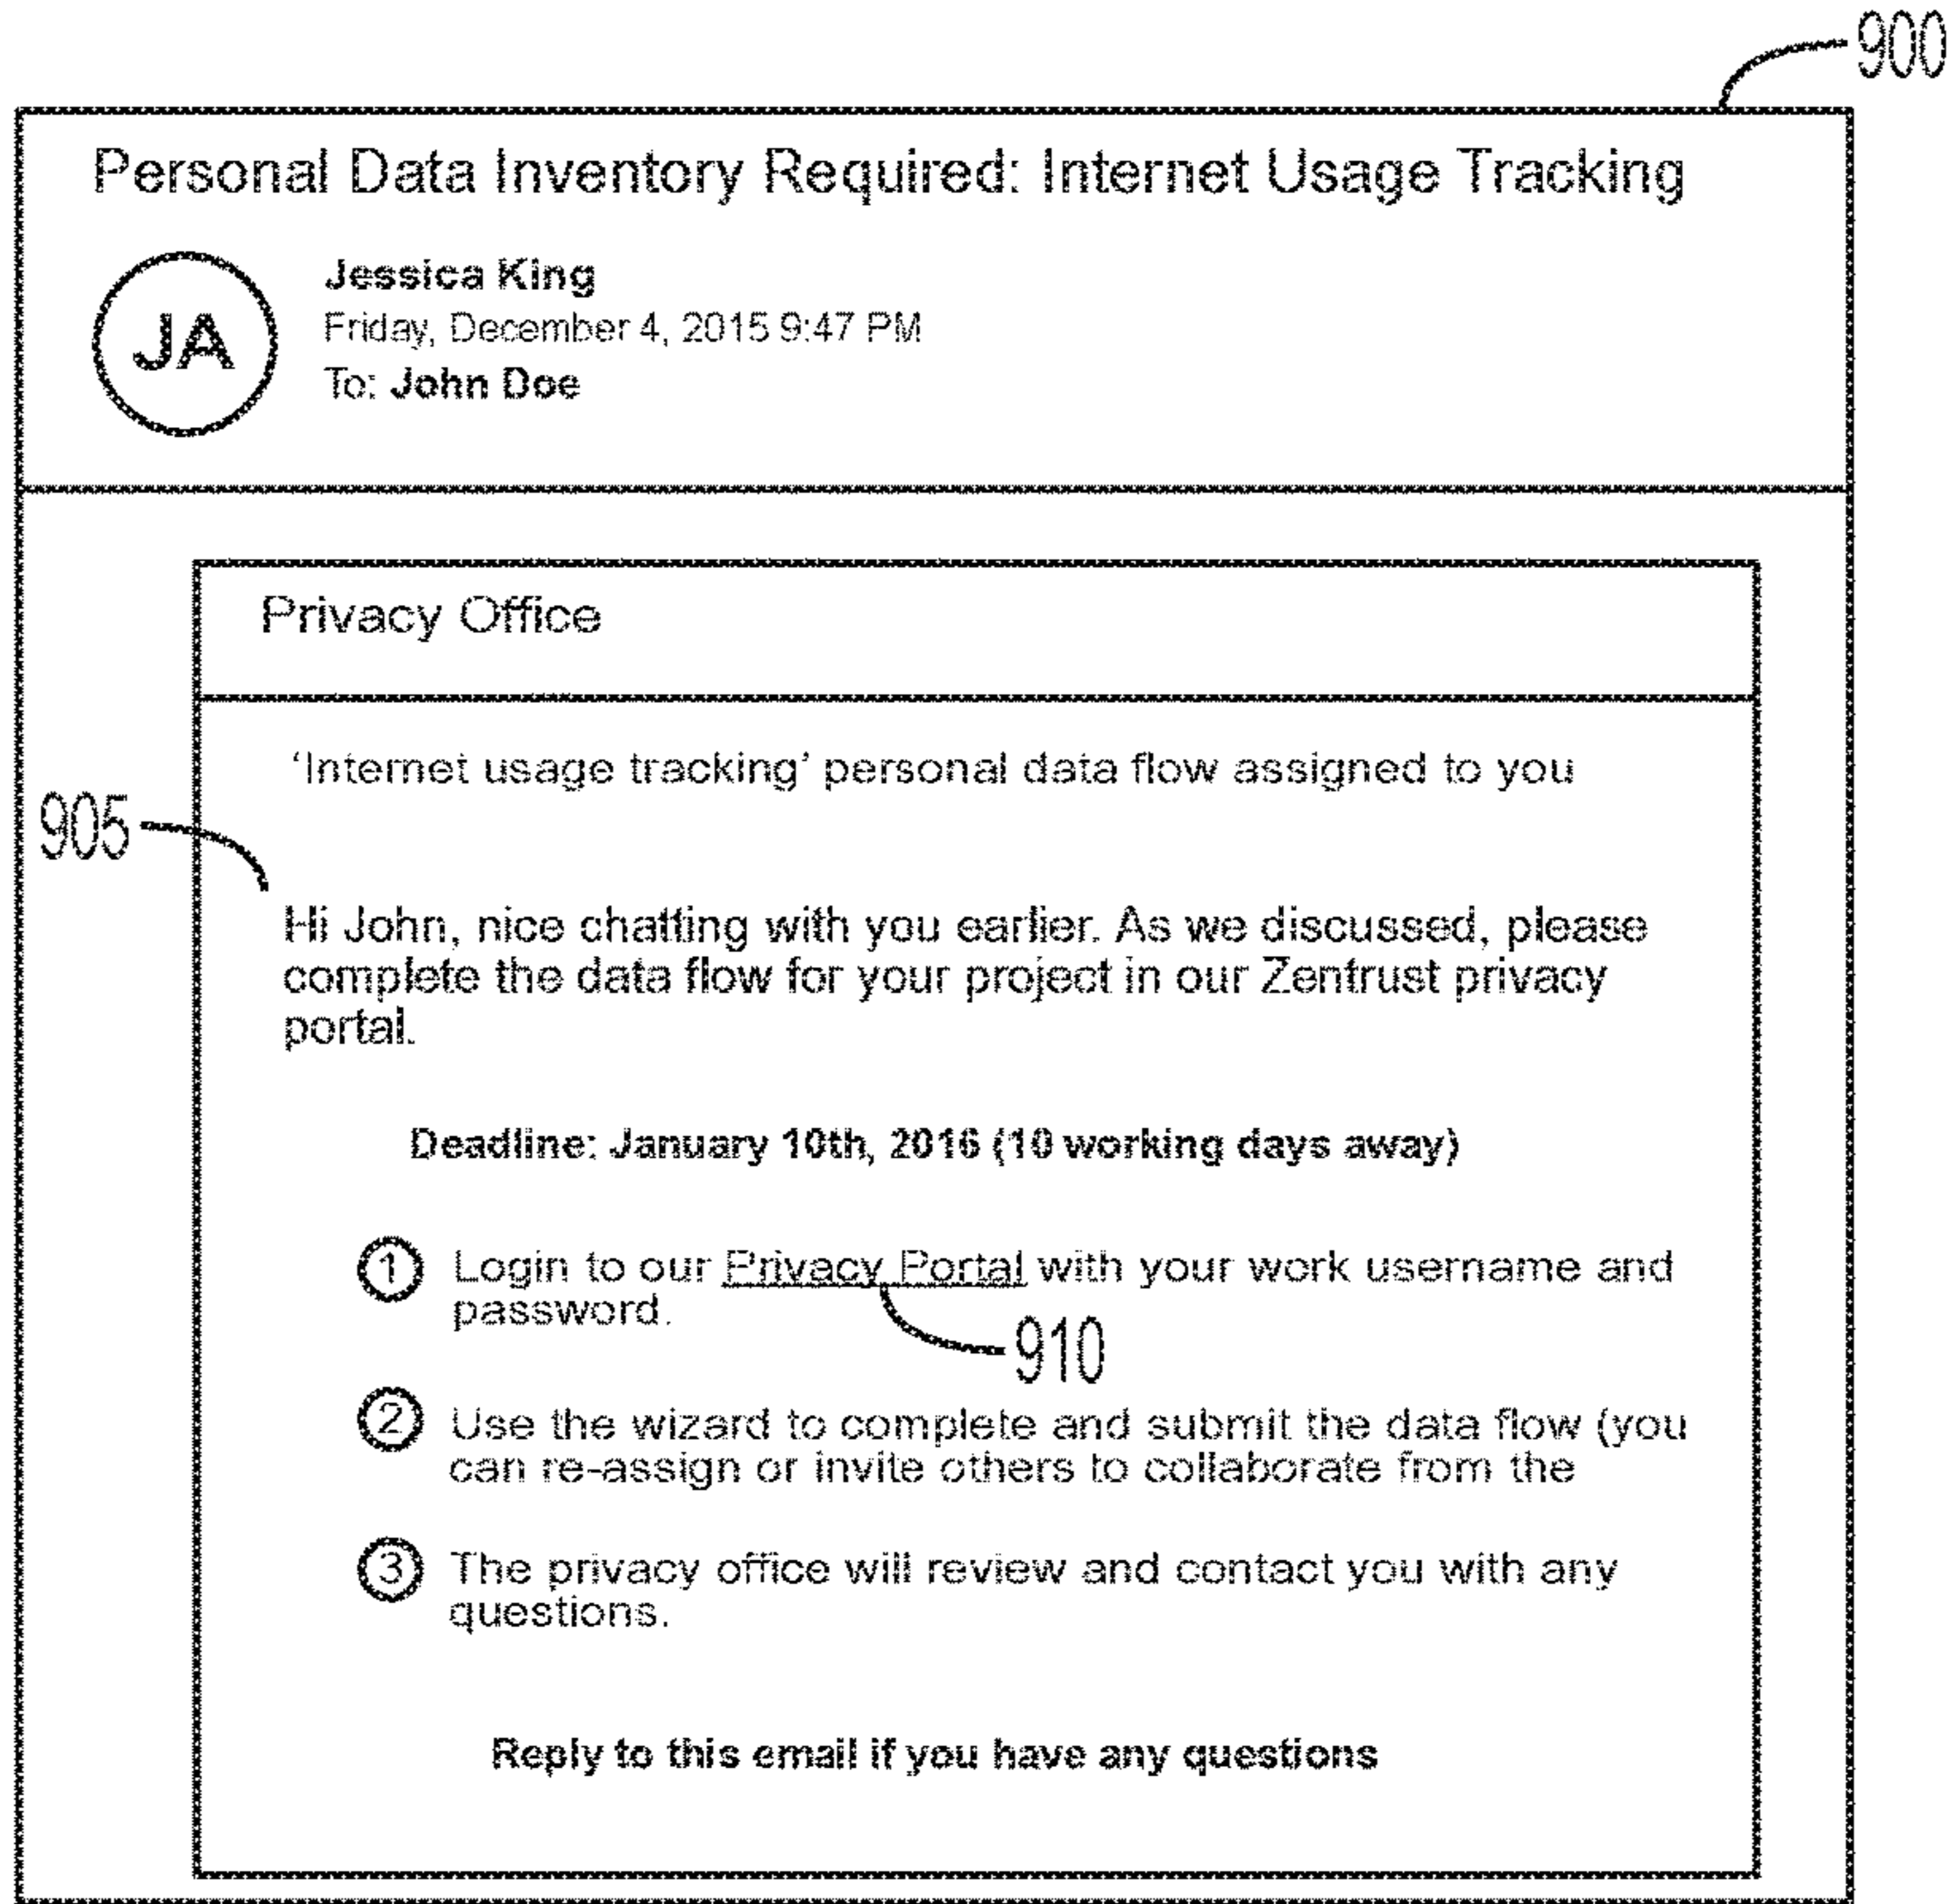 900
Personal Data Inventory Required: Internet Usage Tracking
JA
Jessica King
Friday, December 4, 2015 9:47 PM
To: John Doe
Privacy Office
‘Internet usage tracking’ personal data flow assigned to you
905
Hi John, nice chatting with you earlier. As we discussed, please
complete the data flow for your project in our Zentrust privacy
portal.
Deadline: January 10th, 2016 (10 working days away)
1 Login to our Privacy Portal with your work username and
password.
910
2 Use the wizard to complete and submit the data flow (you
can re-assign or invite others to collaborate from the
3 The privacy office will review and contact you with any
questions.
Reply to this email if you have any questions